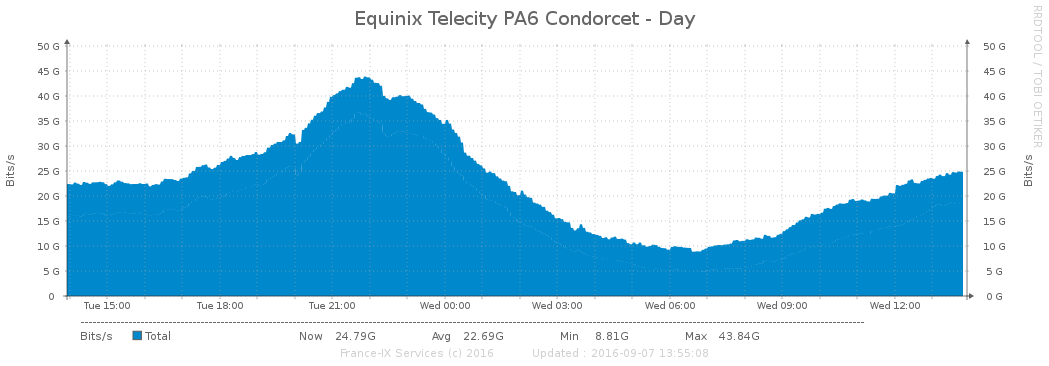 Equinix Telecity PA6 Condorcet - Day
RRDTOOL / TOBI OETIKER
Bits/s
50 G 50 G
45 G 45 G
40 G 40 G
35 G 35 G
30 G 30 G
25 G 25 G
20 G 20 G
15 G 15 G
10 G 10 G
5 G 5 G
0 0 G
Bits/s
Tue 15:00 Tue 18:00 Tue 21:00 Wed 00:00 Wed 03:00 Wed 06:00 Wed 09:00 Wed 12:00
Bits/s Total Now 24.79G Avg 22.69G Min 8.81G Max 43.84G
France-IX Services (c) 2016 Updated : 2016-09-07 13:55:08